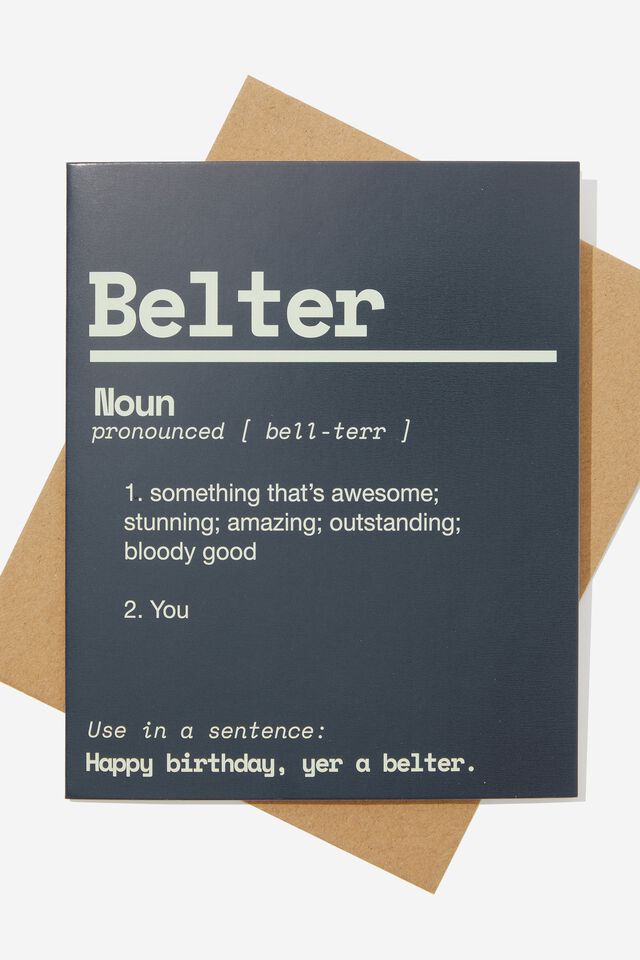 Belter
Noun
pronounced [ bell-terr ]
1. something that's awesome;
stunning; amazing; outstanding;
bloody good
2. You
Use in a sentence:
Happy birthday, yer a belter.